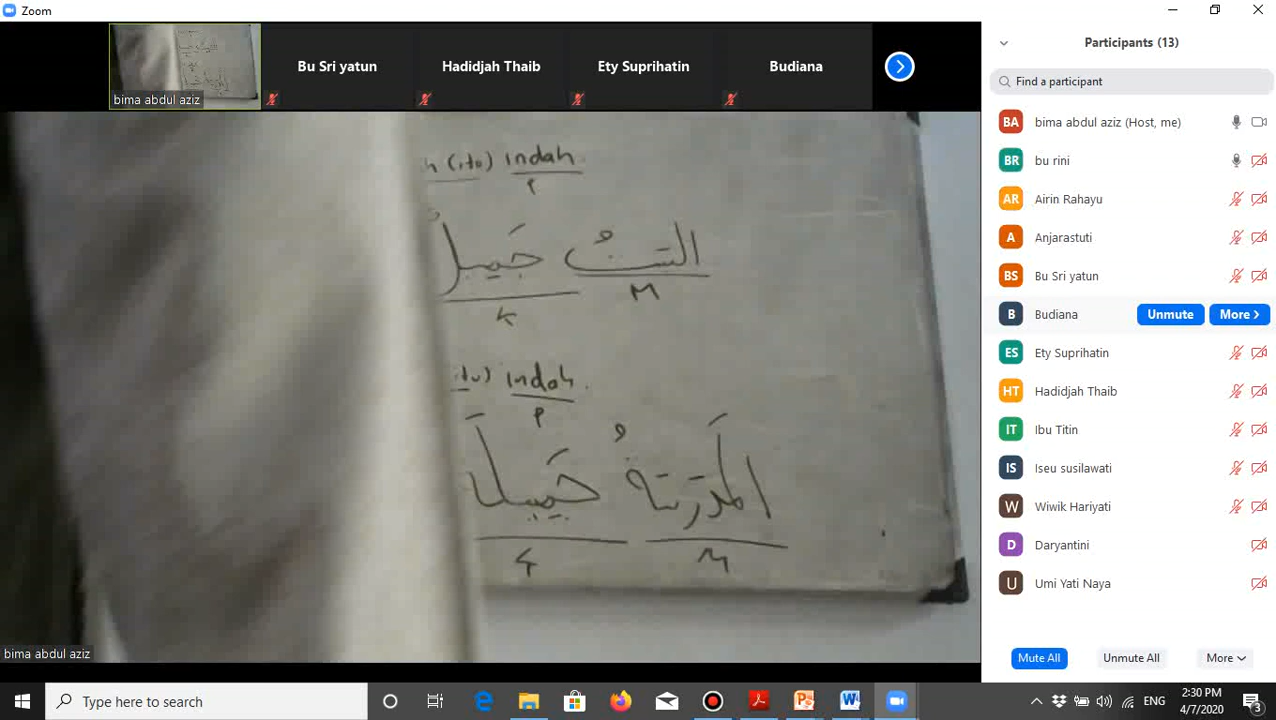 Zoom
Bu Sri yatun
Hadidjah Thaib
Ety Suprihatin
Budiana
bima abdul aziz
h (itu) indah.
P
جَمِيل
K
M
itu) indah.
P
K
M
bima abdul aziz
Participants (13)
Find a participant
BA bima abdul aziz (Host, me)
BR bu rini
AR Airin Rahayu
A Anjarastuti
BS Bu Sri yatun
B Budiana Unmute More
ES Ety Suprihatin
HT Hadidjah Thaib
IT Ibu Titin
IS Iseu susilawati
W Wiwik Hariyati
D Daryantini
U Umi Yati Naya
Mute All Unmute All More
Type here to search
ENG
2:30 PM
4/7/2020
3